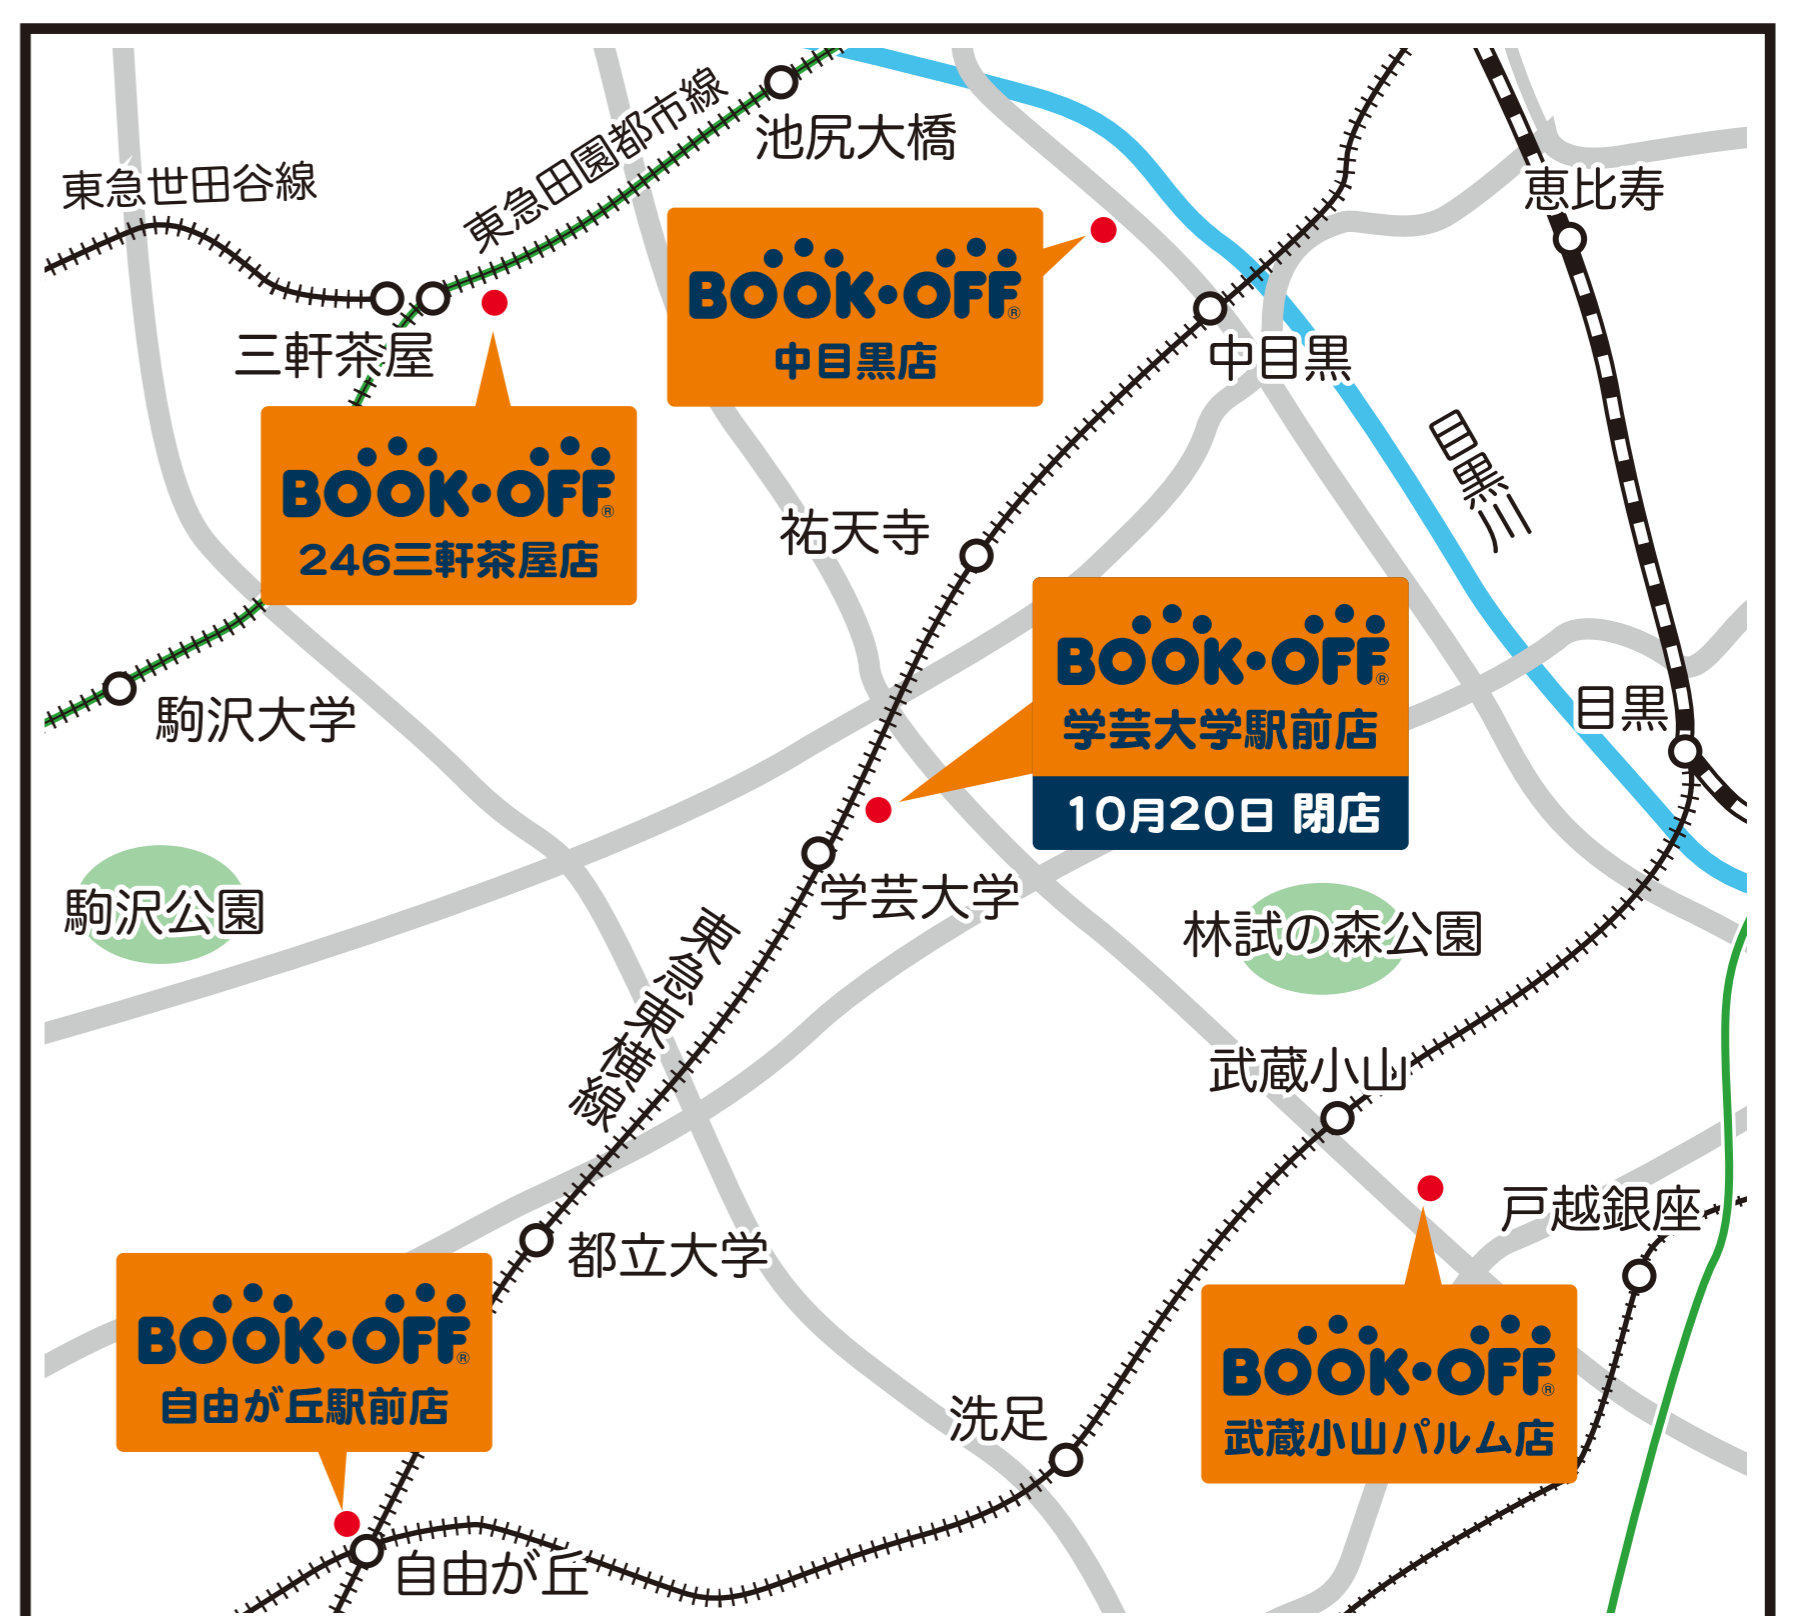 池尻大橋
東急田園都市線
東急世田谷線
恵比寿
BOOK・OFF®
中目黒店
三軒茶屋
中目黒
BOOK・OFF®
246三軒茶屋店
目黒川
祐天寺
BOOK・OFF®
学芸大学駅前店
10月20日 閉店
駒沢大学
目黒
学芸大学
駒沢公園
林試の森公園
東急東横線
武蔵小山
戸越銀座
都立大学
BOOK・OFF®
自由が丘駅前店
BOOK・OFF®
武蔵小山パルム店
洗足
自由が丘